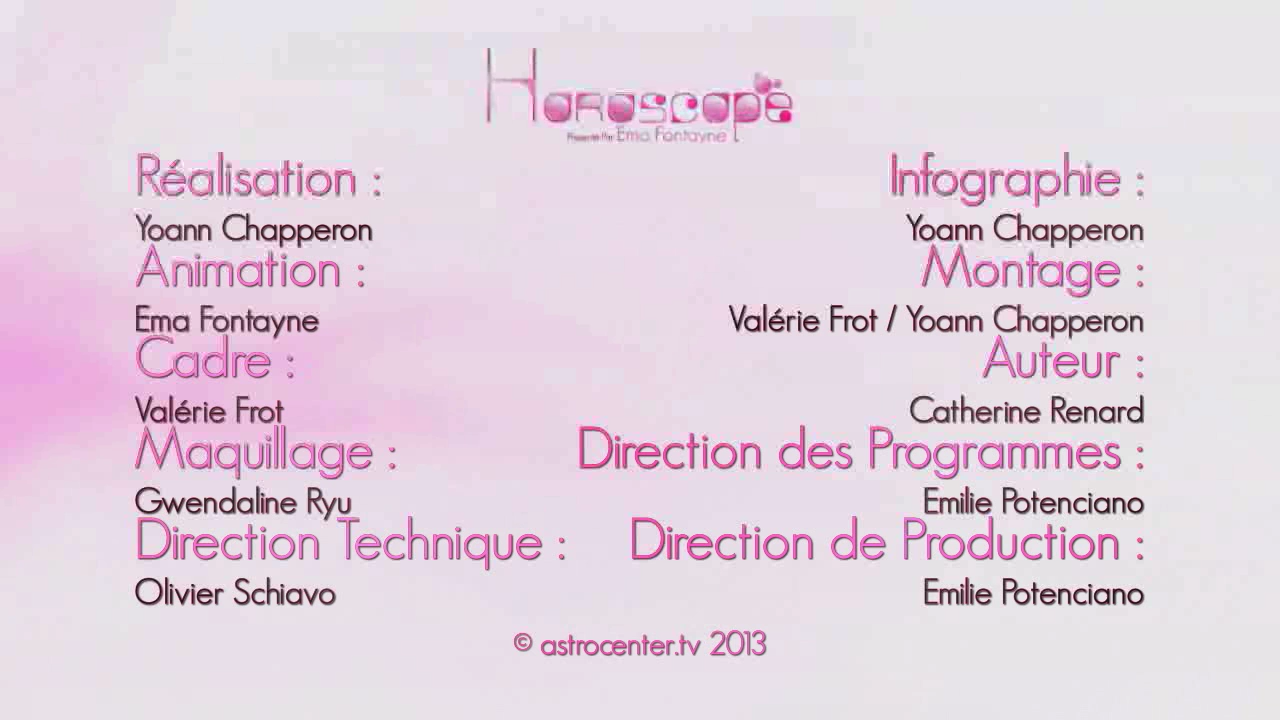 Horoscope
Présenté Par Ema Fontayne
Réalisation :
Yoann Chapperon
Animation :
Ema Fontayne
Cadre :
Valérie Frot
Maquillage :
Gwendaline Ryu
Direction Technique :
Olivier Schiavo
Infographie :
Yoann Chapperon
Montage :
Valérie Frot / Yoann Chapperon
Auteur :
Catherine Renard
Direction des Programmes :
Emilie Potenciano
Direction de Production :
Emilie Potenciano
© astrocenter.tv 2013